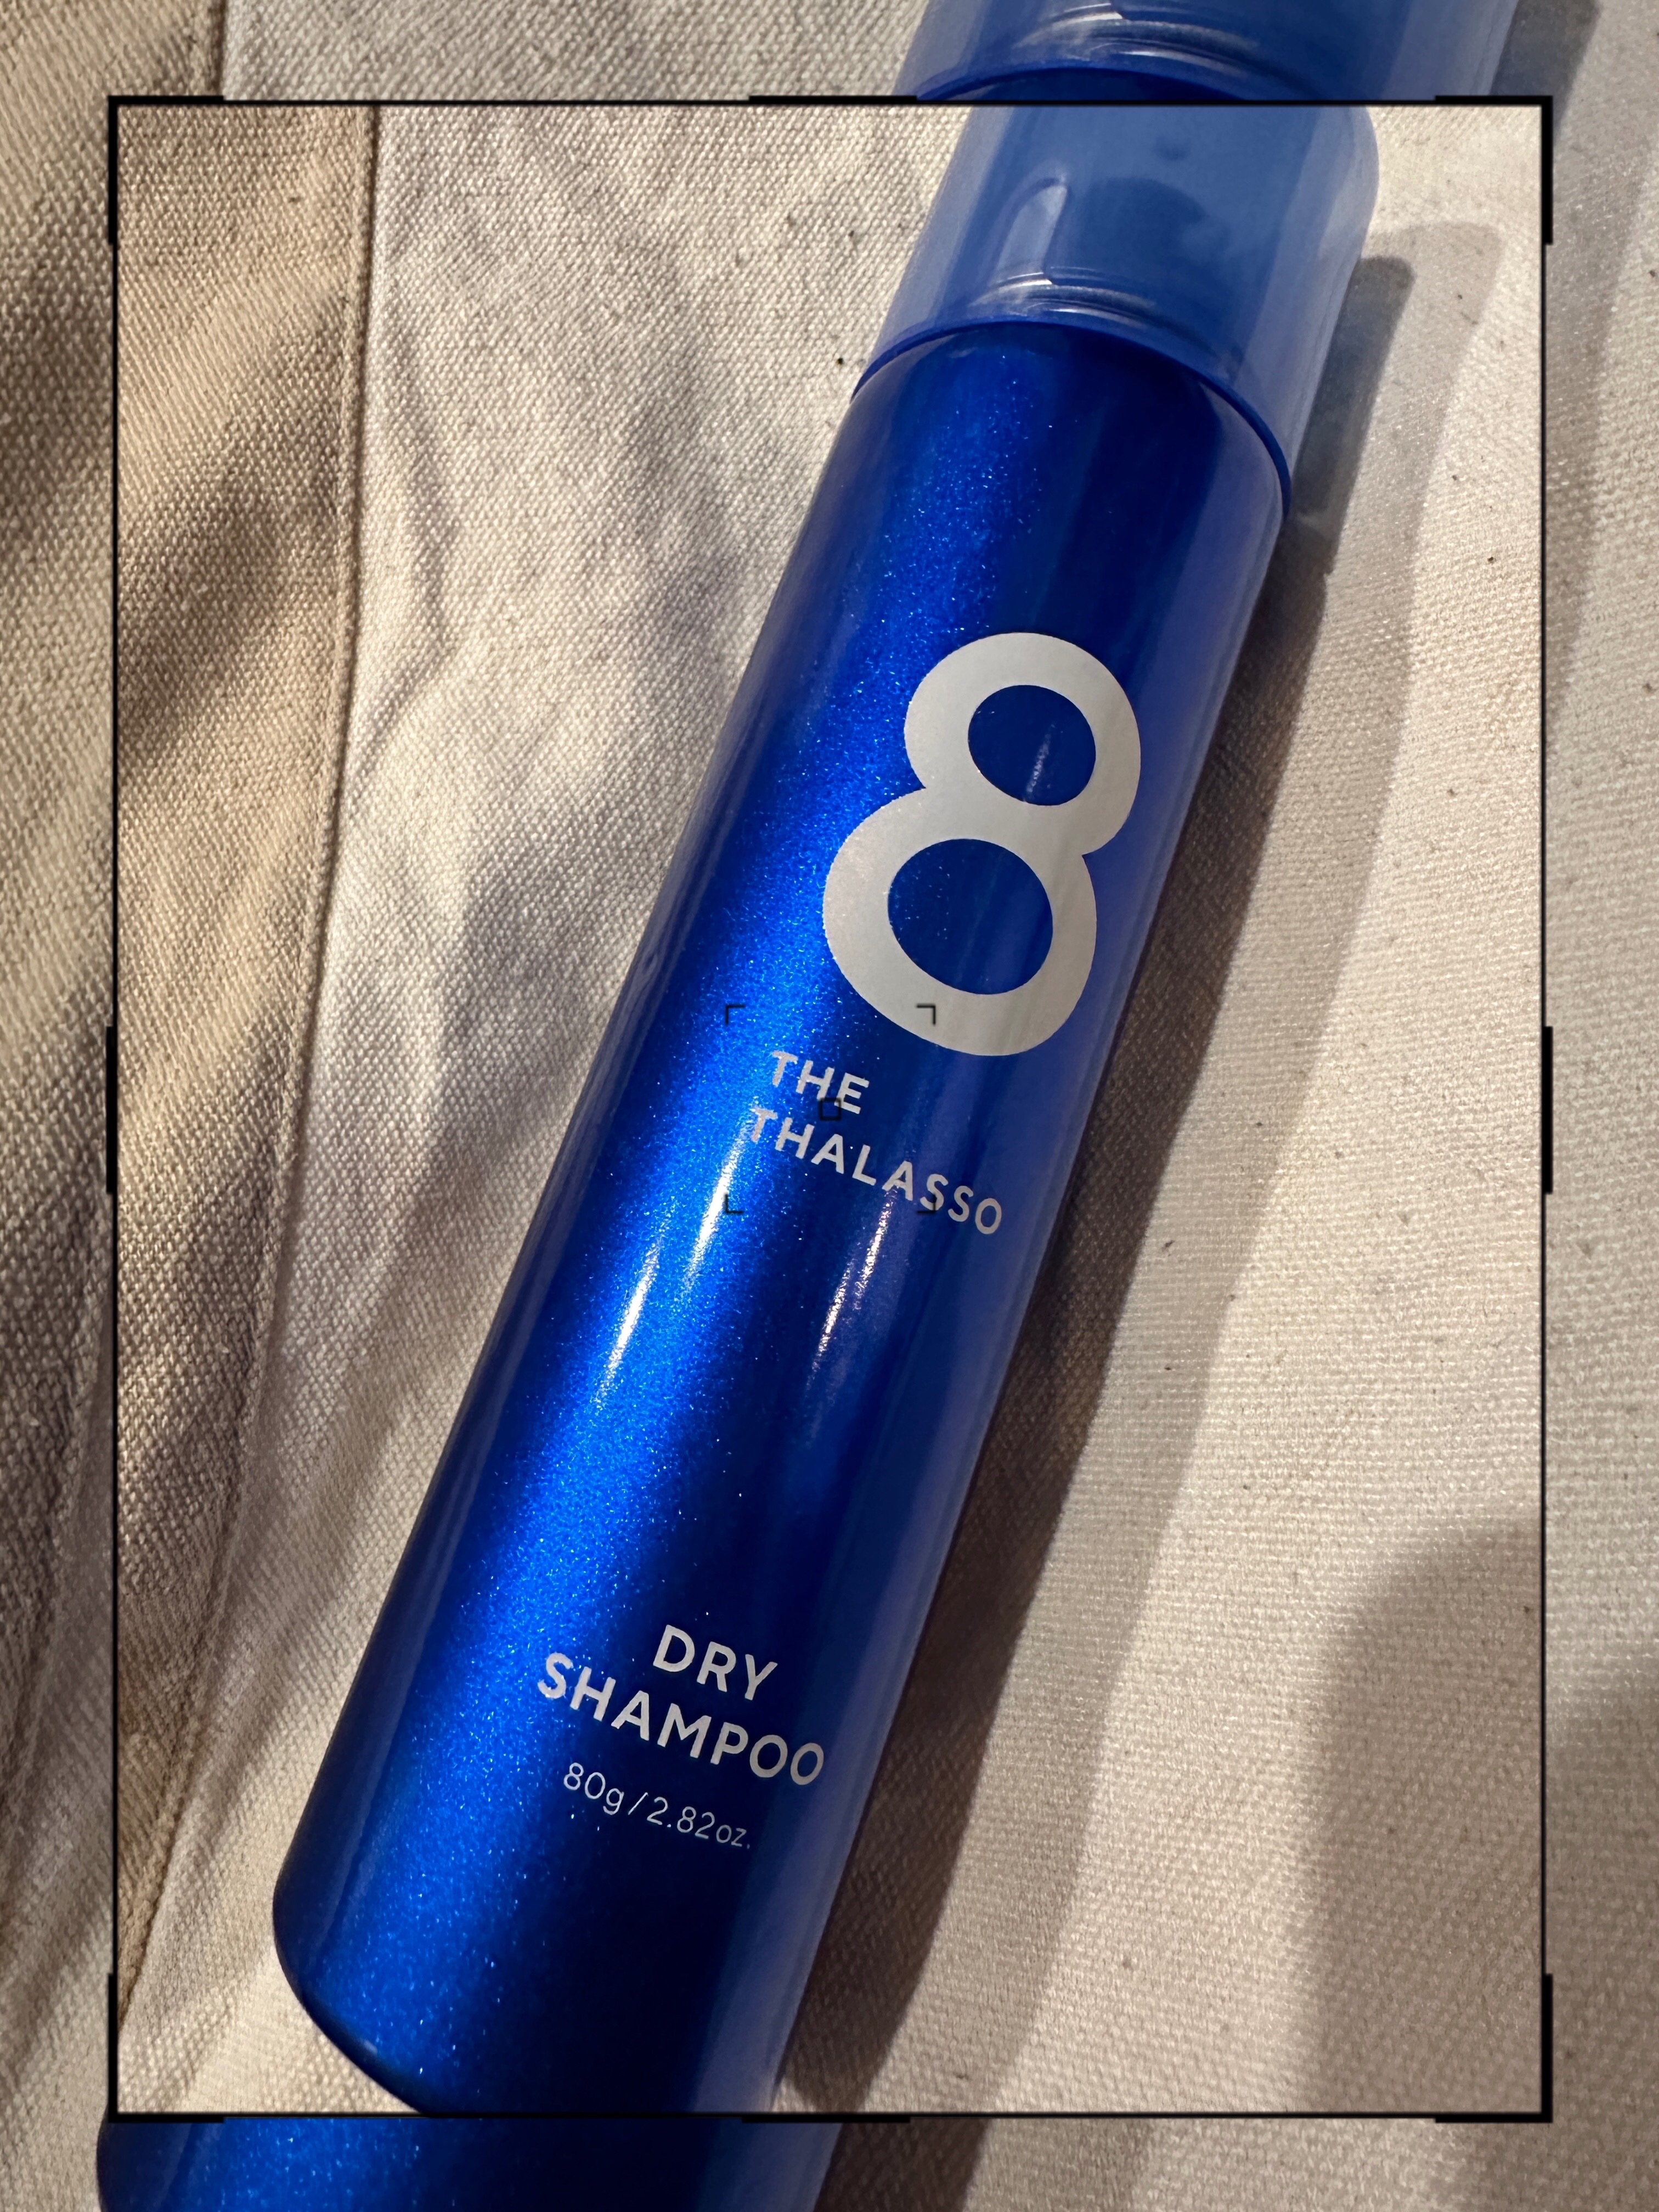 8
THE
THALASSO
DRY
SHAMPOO
80g/2.82oz.